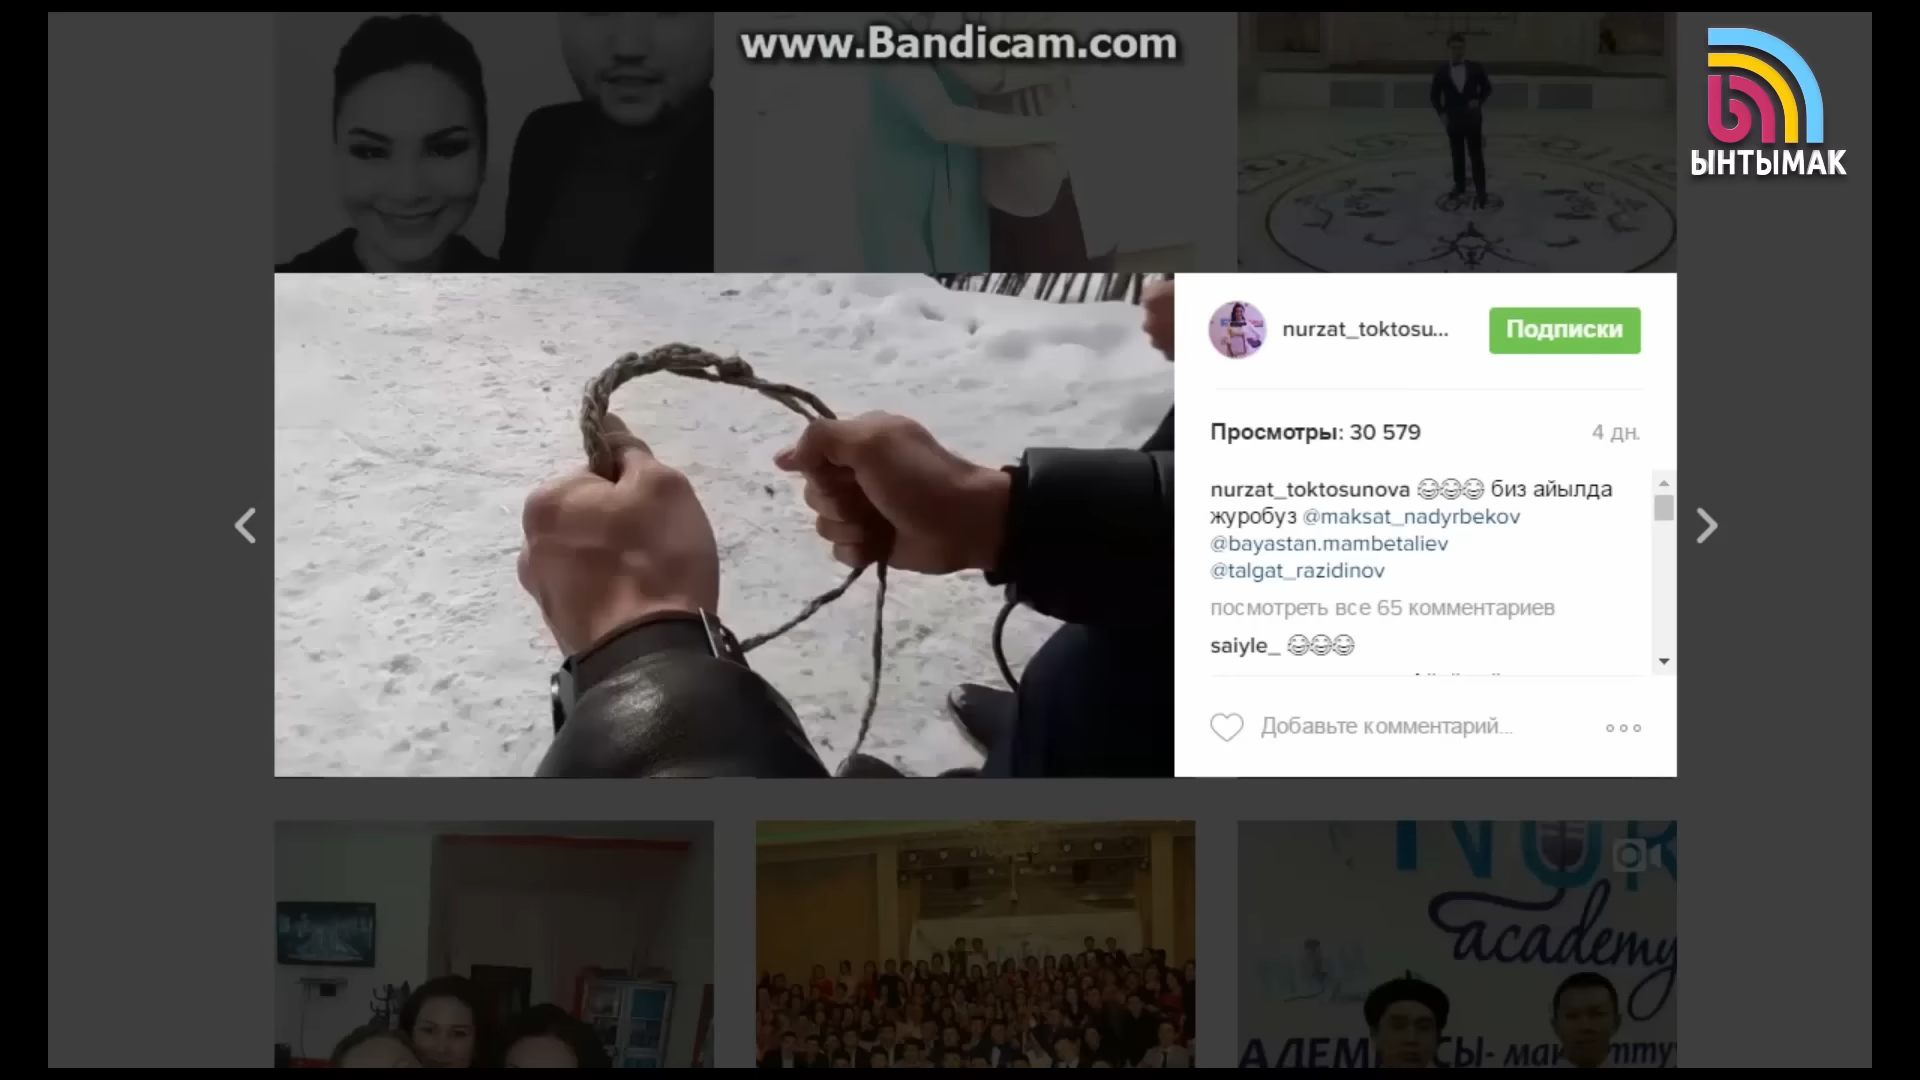 www.Bandicam.com
ЫНТЫМАК
nurzat_toktosu...
Подписки
Просмотры: 30 579
4 дн.
nurzat_toktosunova 😂😂😂 биз айылда
журобуз @maksat_nadyrbekov
@bayastan.mambetaliev
@talgat_razidinov
посмотреть все 65 комментариев
saiyle_ 😂😂😂
Добавьте комментарий...
academy